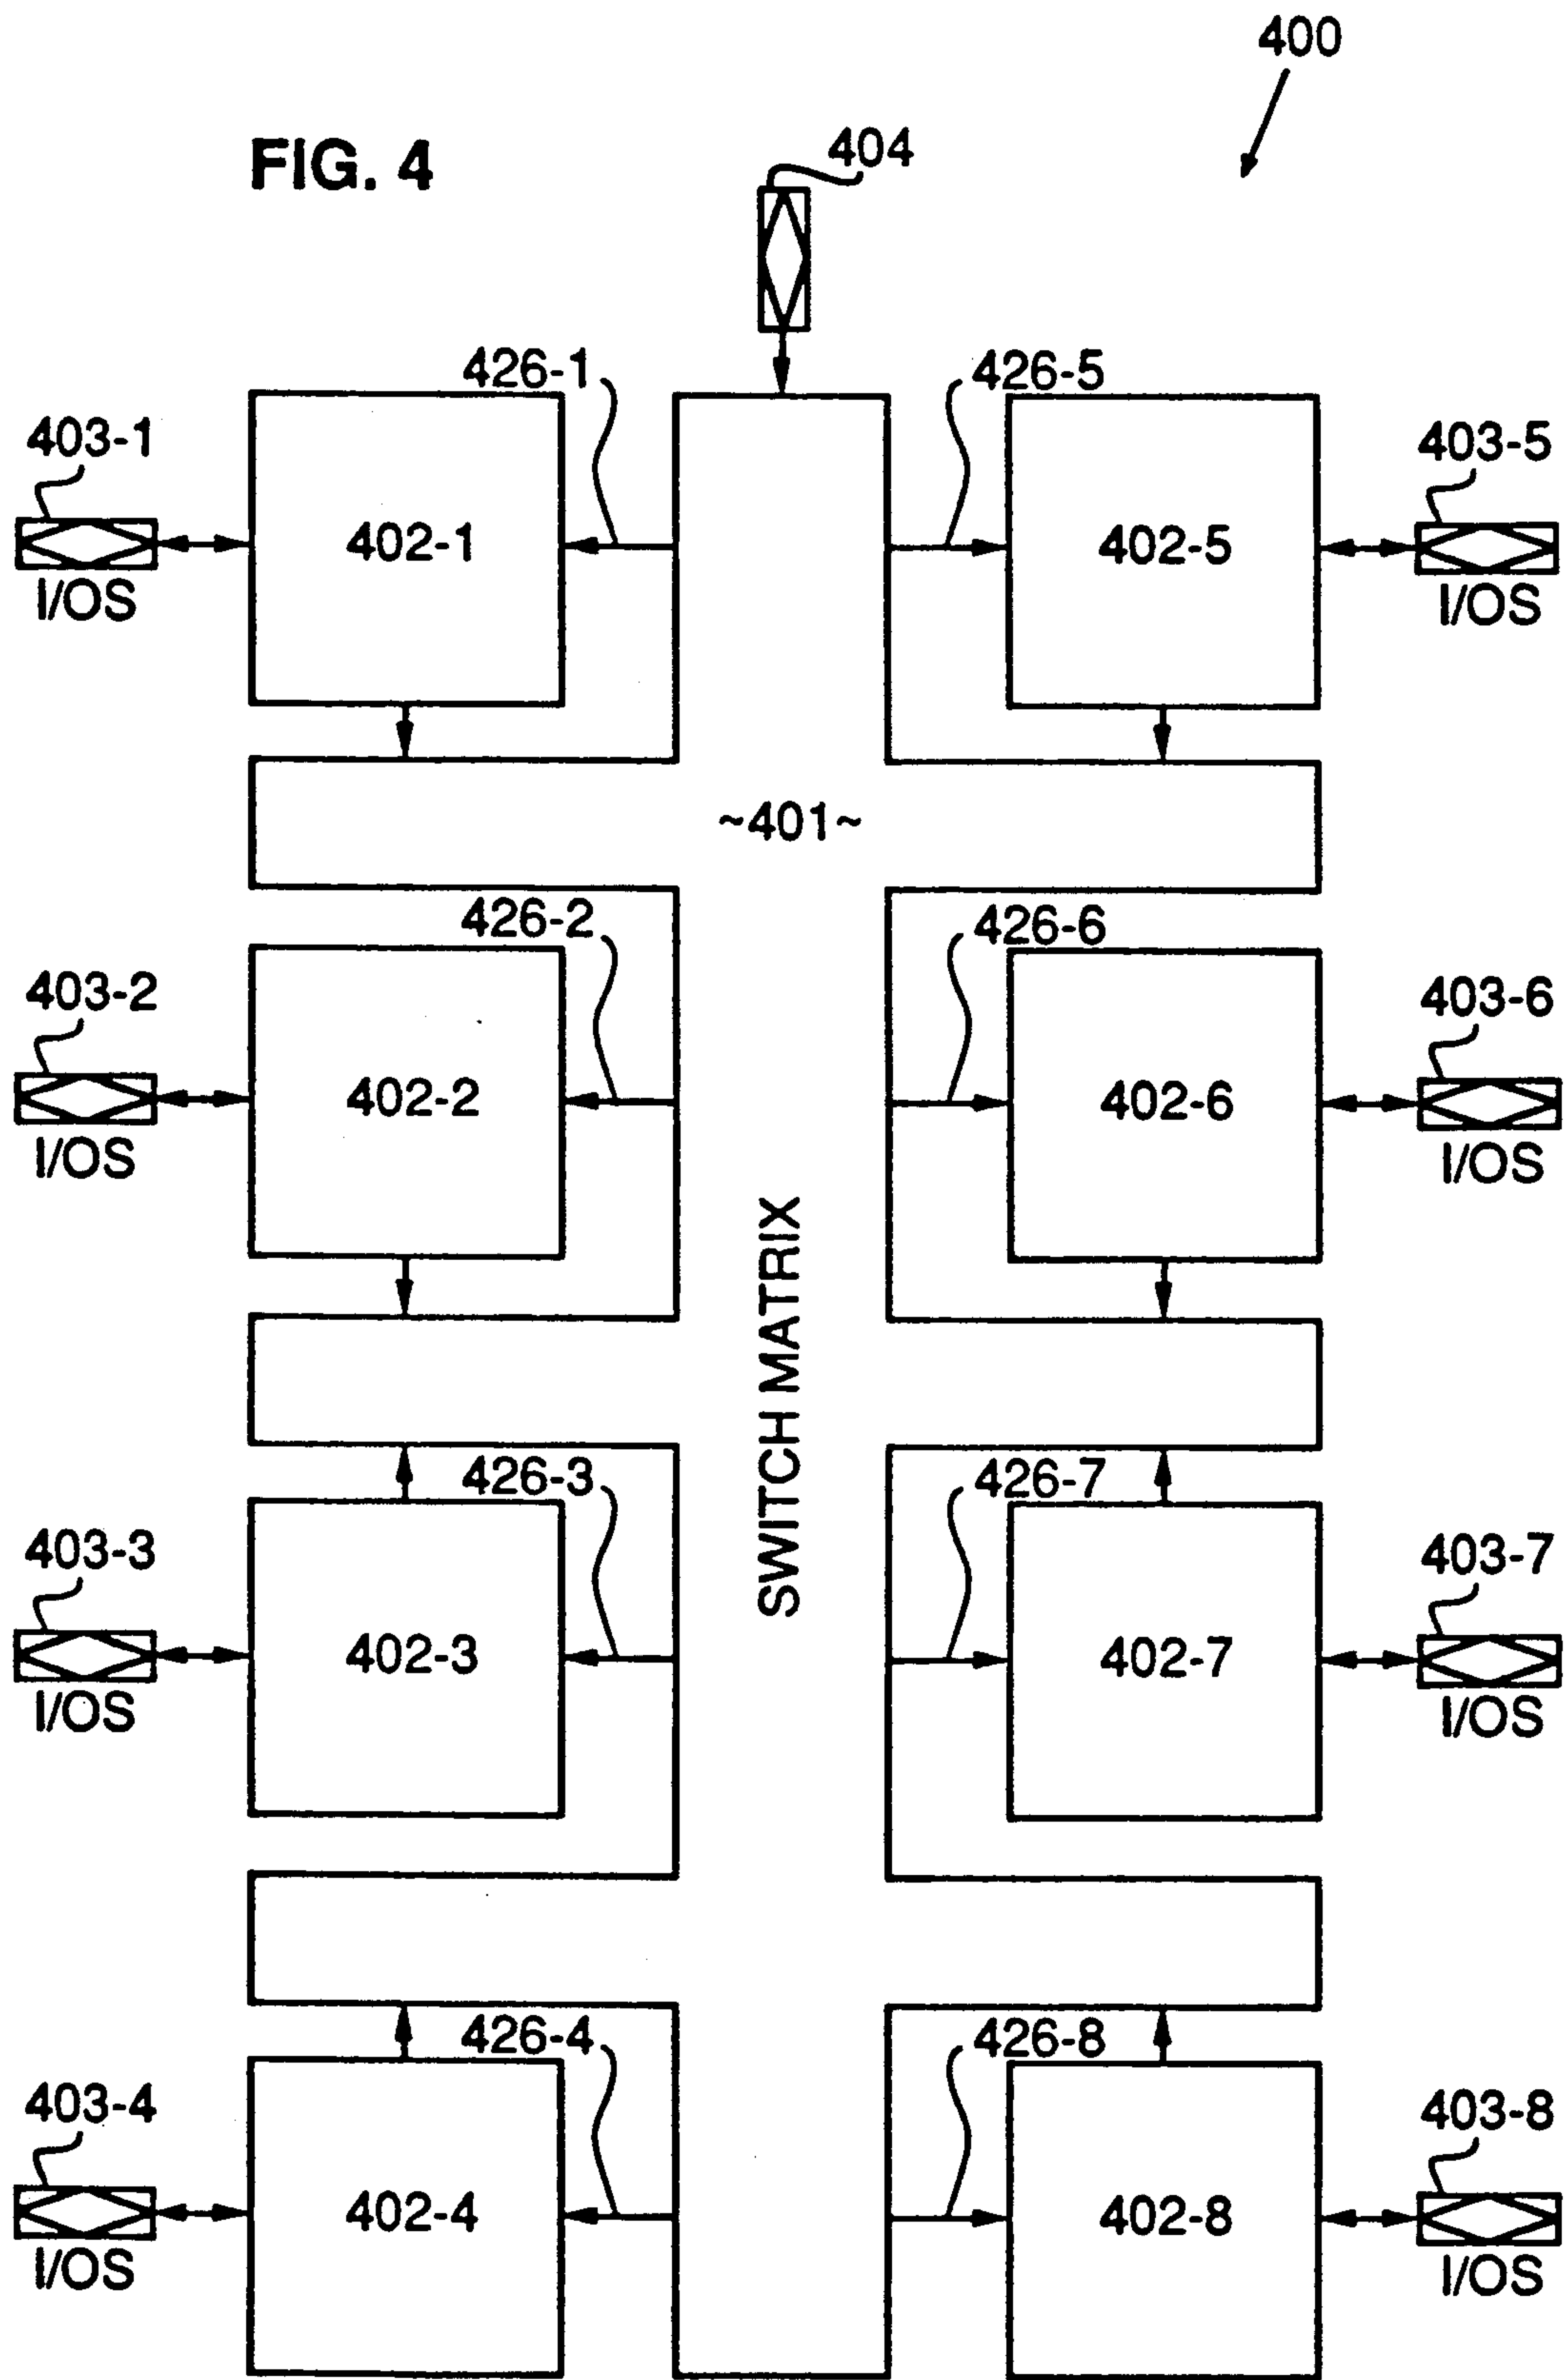 400
FIG. 4
404
426-1
426-5
403-1
403-5
402-1
402-5
I/OS
I/OS
~401~
426-2
426-6
403-2
403-6
402-2
402-6
I/OS
I/OS
SWITCH MATRIX
426-3
426-7
403-3
403-7
402-3
402-7
I/OS
I/OS
426-4
426-8
403-4
403-8
402-4
402-8
I/OS
I/OS